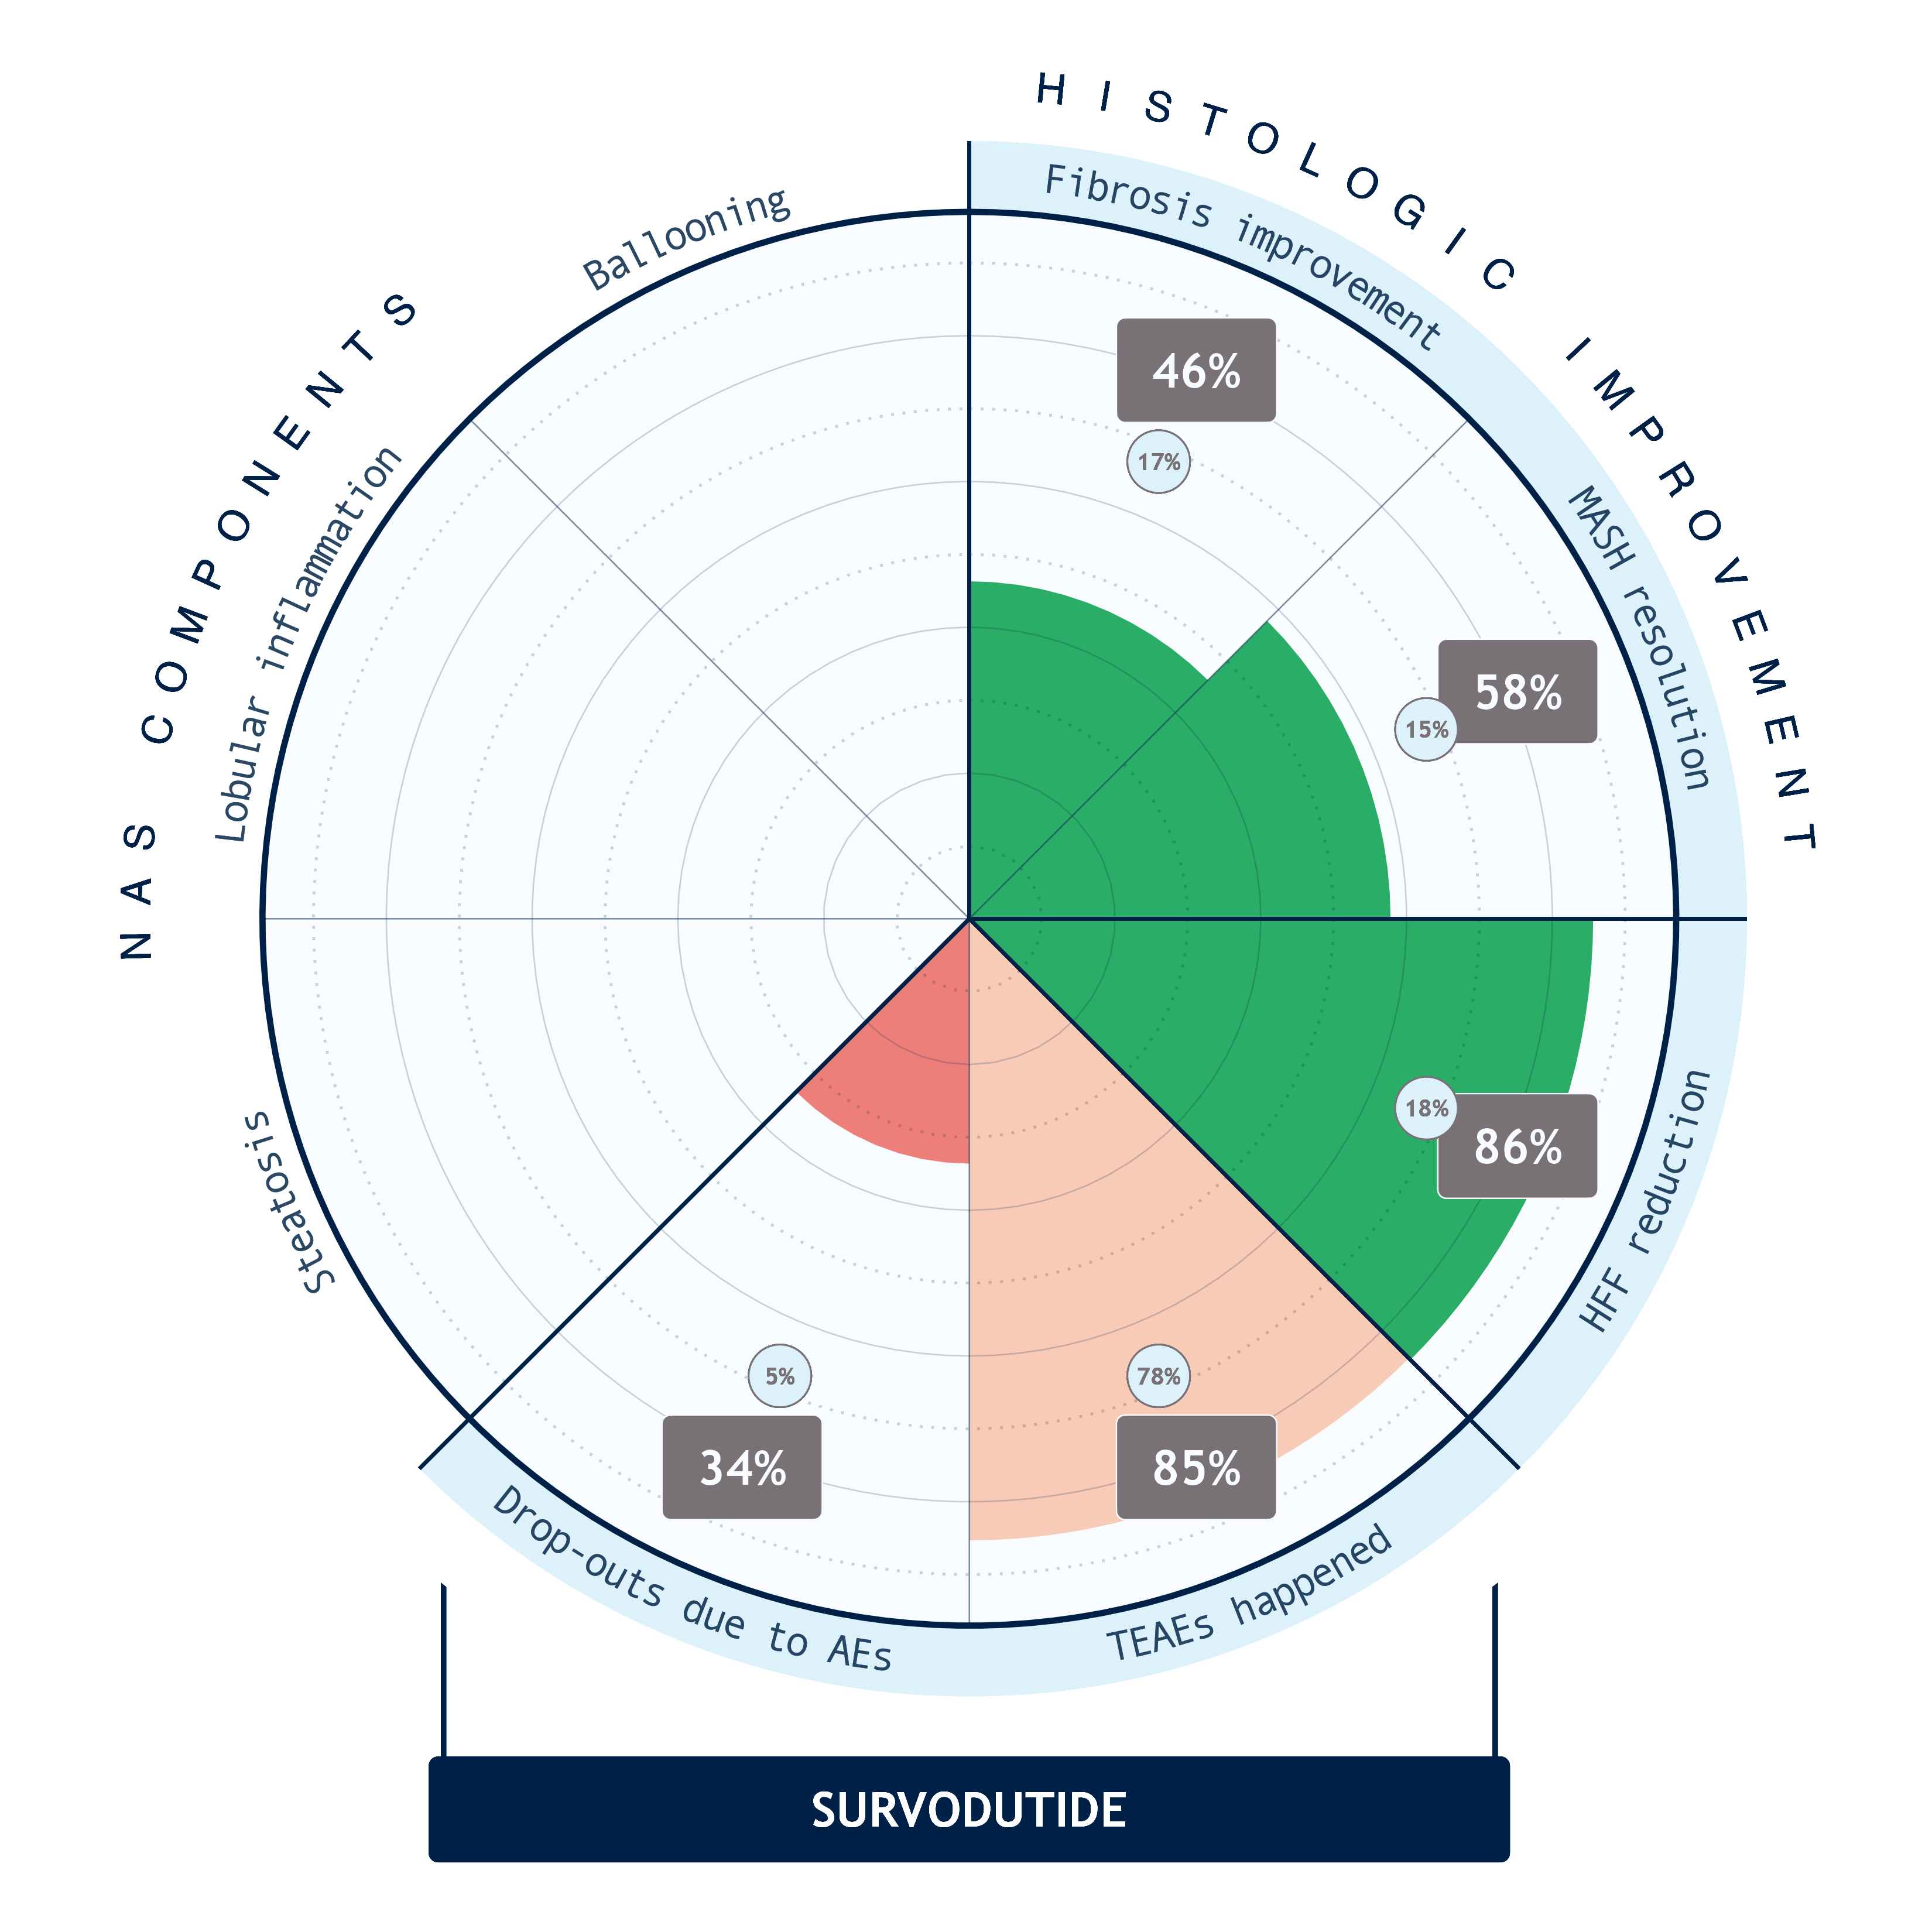 HISTOLOGIC IMPROVEMENT
Fibrosis improvement
46%
17%
MASH resolution
58%
15%
HFF reduction
18%
86%
TEAEs happened
78%
85%
Drop-outs due to AEs
5%
34%
NAS COMPONENTS
Steatosis
Lobular inflammation
Ballooning
SURVODUTIDE